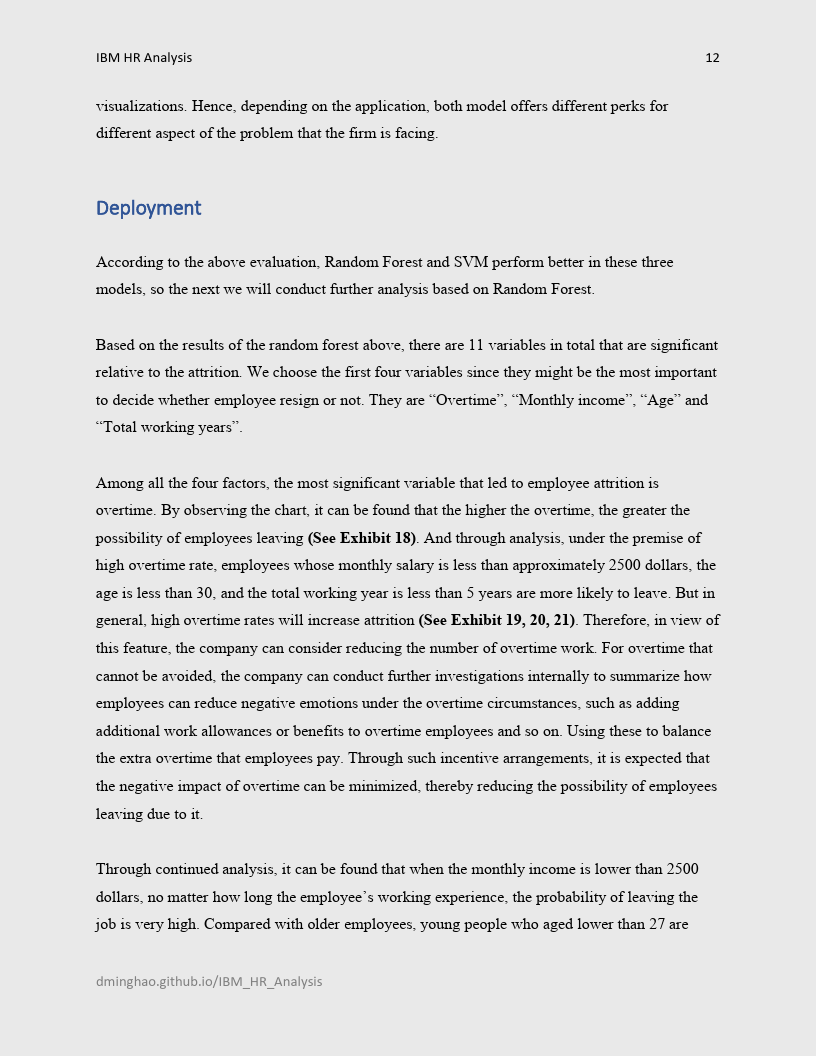 IBM HR Analysis 12
visualizations. Hence, depending on the application, both model offers different perks for
different aspect of the problem that the firm is facing.
Deployment
According to the above evaluation, Random Forest and SVM perform better in these three
models, so the next we will conduct further analysis based on Random Forest.
Based on the results of the random forest above, there are 11 variables in total that are significant
relative to the attrition. We choose the first four variables since they might be the most important
to decide whether employee resign or not. They are “Overtime”, “Monthly income”, “Age” and
“Total working years”.
Among all the four factors, the most significant variable that led to employee attrition is
overtime. By observing the chart, it can be found that the higher the overtime, the greater the
possibility of employees leaving (See Exhibit 18). And through analysis, under the premise of
high overtime rate, employees whose monthly salary is less than approximately 2500 dollars, the
age is less than 30, and the total working year is less than 5 years are more likely to leave. But in
general, high overtime rates will increase attrition (See Exhibit 19, 20, 21). Therefore, in view of
this feature, the company can consider reducing the number of overtime work. For overtime that
cannot be avoided, the company can conduct further investigations internally to summarize how
employees can reduce negative emotions under the overtime circumstances, such as adding
additional work allowances or benefits to overtime employees and so on. Using these to balance
the extra overtime that employees pay. Through such incentive arrangements, it is expected that
the negative impact of overtime can be minimized, thereby reducing the possibility of employees
leaving due to it.
Through continued analysis, it can be found that when the monthly income is lower than 2500
dollars, no matter how long the employee’s working experience, the probability of leaving the
job is very high. Compared with older employees, young people who aged lower than 27 are
dminghao.github.io/IBM_HR_Analysis